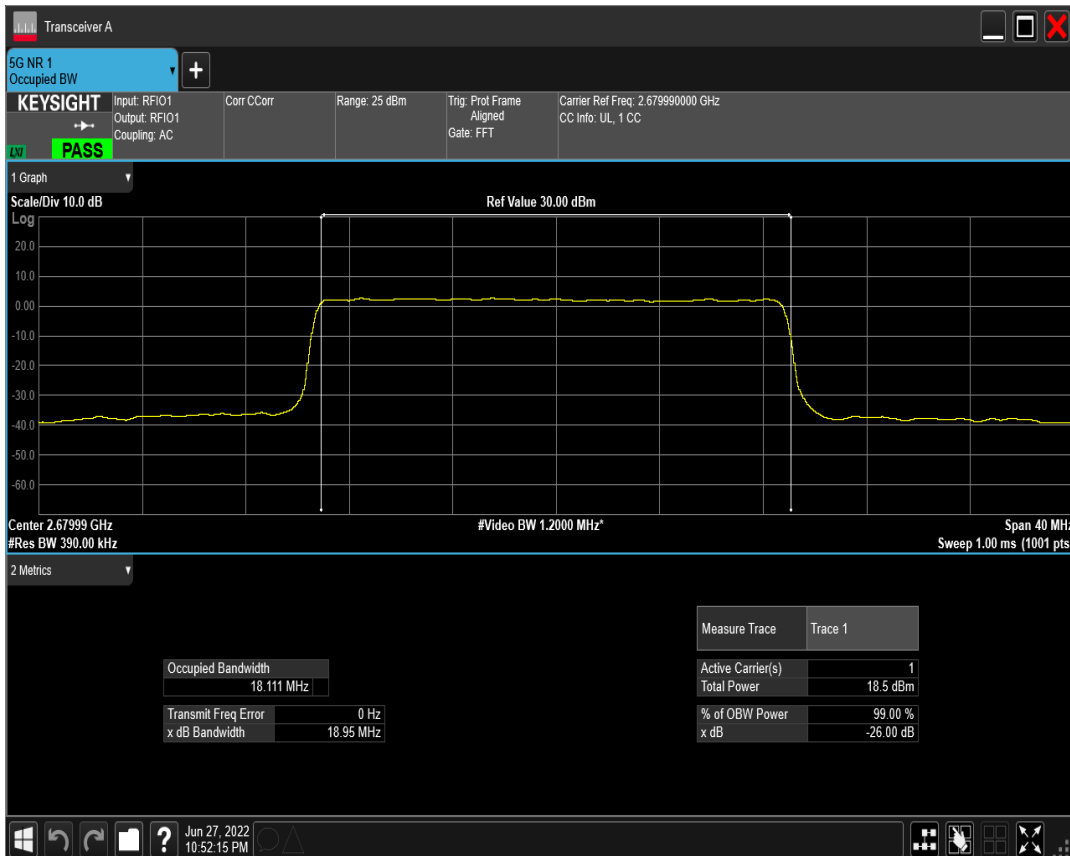 Transceiver A
5G NR 1
Occupied BW
+
KEYSIGHT
LXI
PASS
Input: RFIO1
Output: RFIO1
Coupling: AC
Corr CCorr
Range: 25 dBm
Trig: Prot Frame
Aligned
Gate: FFT
Carrier Ref Freq: 2.679990000 GHz
CC Info: UL, 1 CC
1 Graph
Scale/Div 10.0 dB
Ref Value 30.00 dBm
Log
20.0
10.0
0.00
-10.0
-20.0
-30.0
-40.0
-50.0
-60.0
Center 2.67999 GHz
#Video BW 1.2000 MHz*
Span 40 MHz
#Res BW 390.00 kHz
Sweep 1.00 ms (1001 pts
2 Metrics
Measure Trace Trace 1
Occupied Bandwidth
18.111 MHz
Active Carrier(s) 1
Total Power 18.5 dBm
Transmit Freq Error 0 Hz
x dB Bandwidth 18.95 MHz
% of OBW Power 99.00 %
x dB -26.00 dB
?
Jun 27, 2022
10:52:15 PM